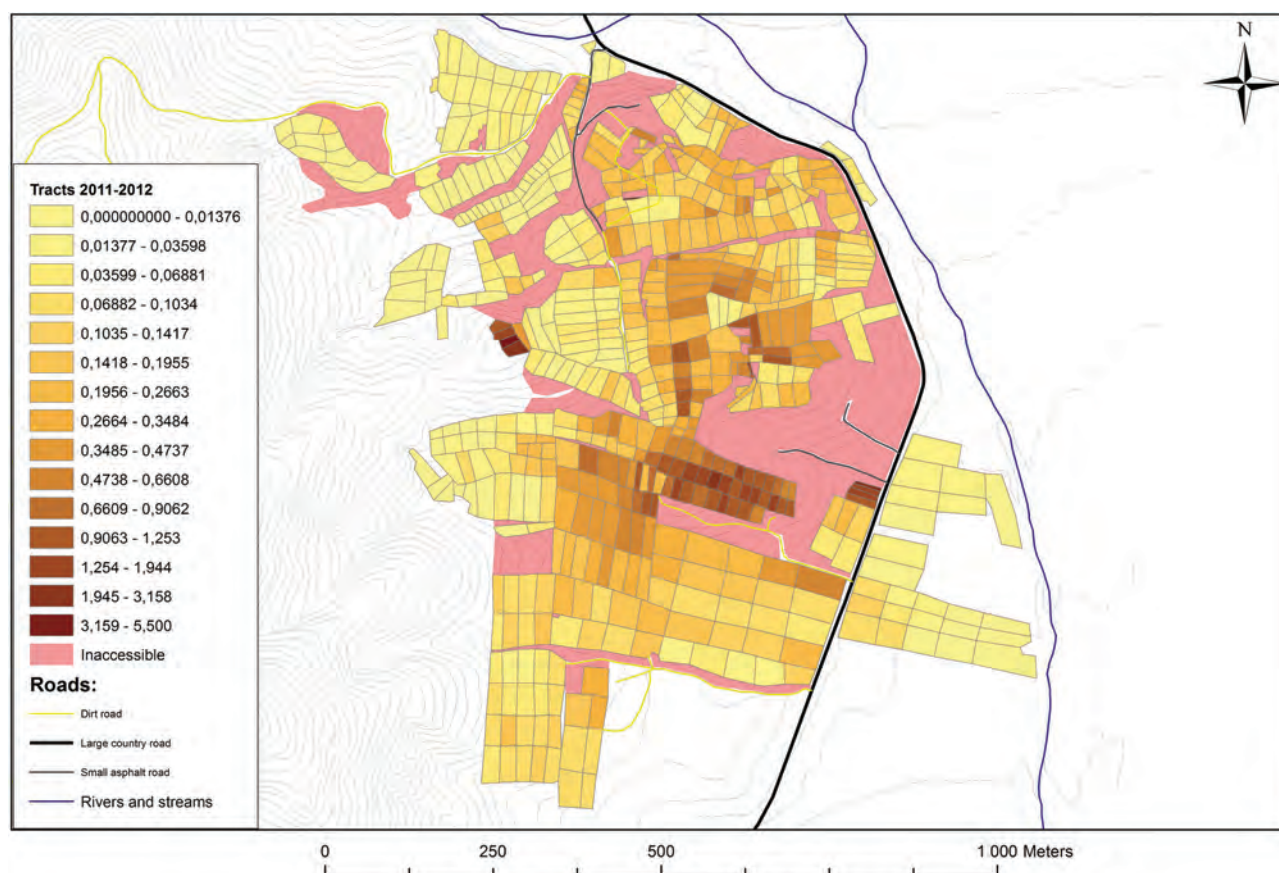 N
Tracts 2011-2012
0,000000000 - 0,01376
0,01377 - 0,03598
0,03599 - 0,06881
0,06882 - 0,1034
0,1035 - 0,1417
0,1418 - 0,1955
0,1956 - 0,2663
0,2664 - 0,3484
0,3485 - 0,4737
0,4738 - 0,6608
0,6609 - 0,9062
0,9063 - 1,253
1,254 - 1,944
1,945 - 3,158
3,159 - 5,500
Inaccessible
Roads:
Dirt road
Large country road
Small asphalt road
Rivers and streams
0 250 500 1 000 Meters